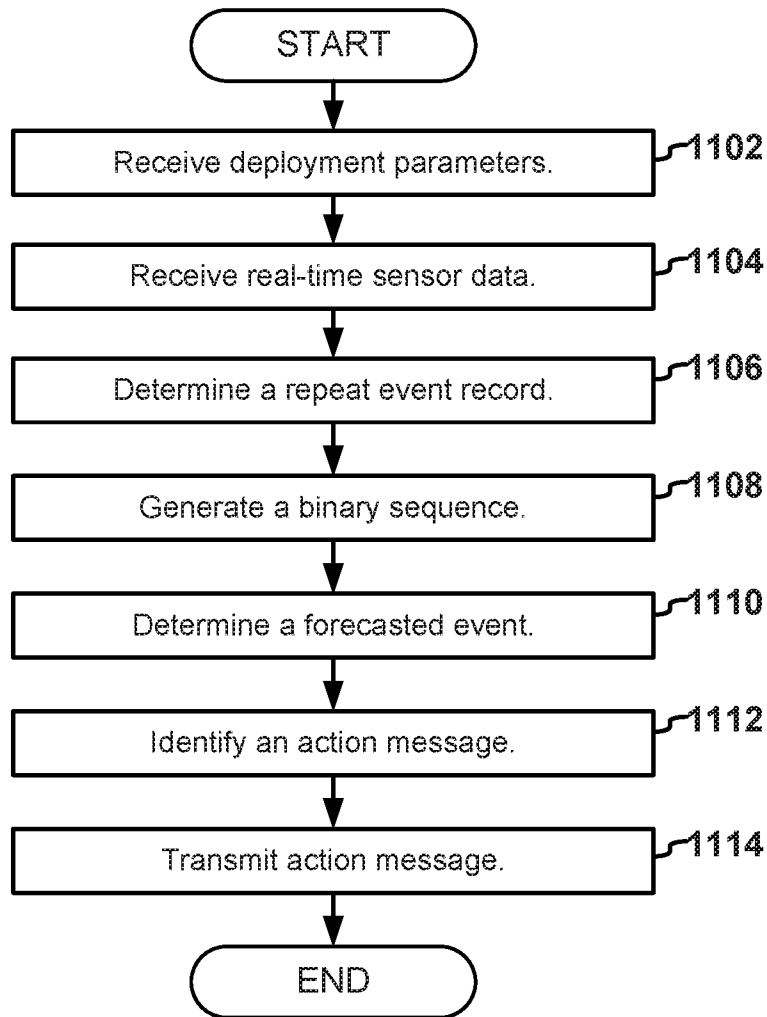 START
Receive deployment parameters.
1102
Receive real-time sensor data.
1104
Determine a repeat event record.
1106
Generate a binary sequence.
1108
Determine a forecasted event.
1110
Identify an action message.
1112
Transmit action message.
1114
END